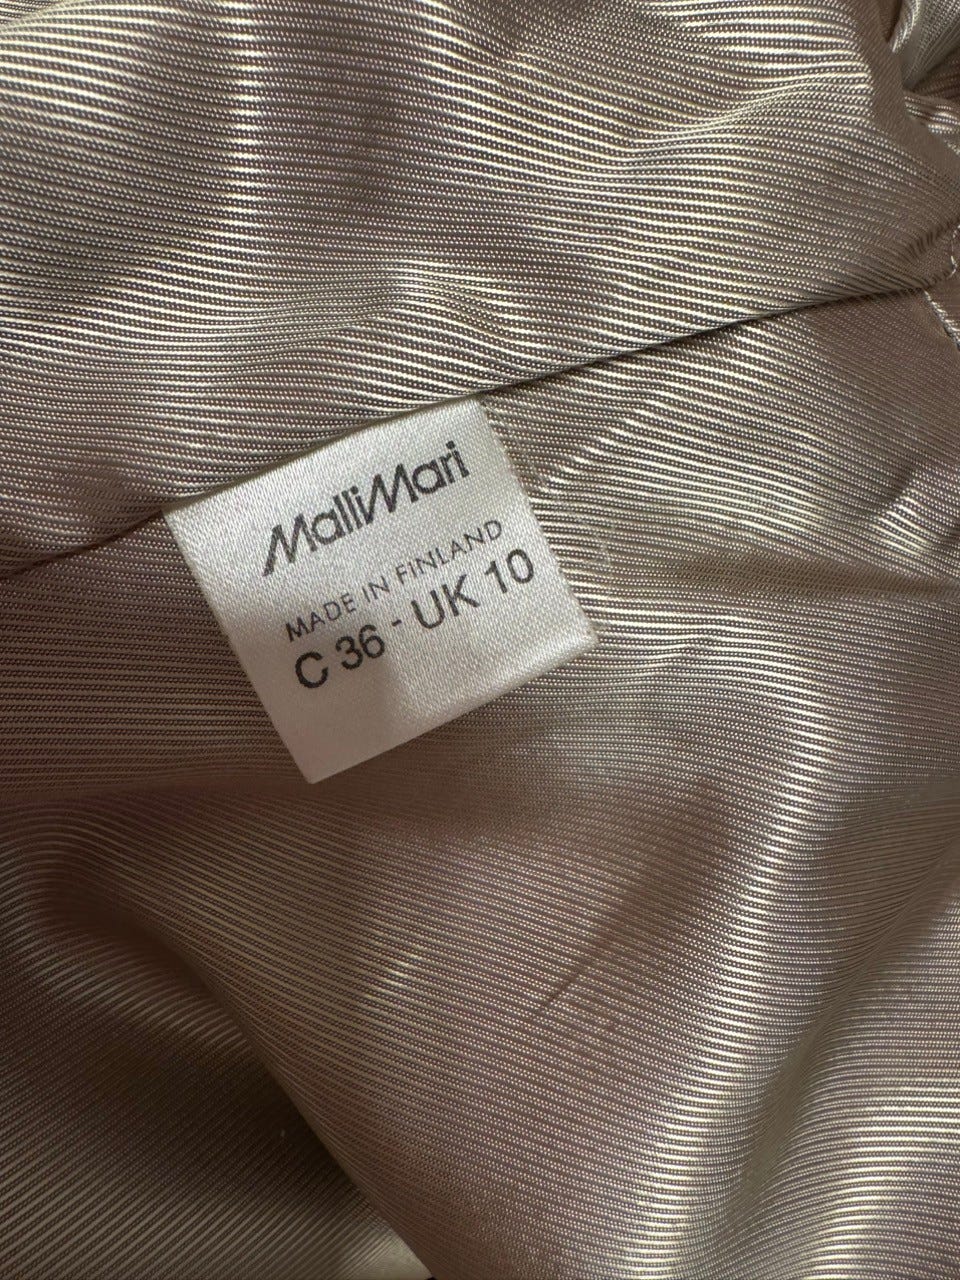 MalliMari
MADE IN FINLAND
C 36 - UK 10